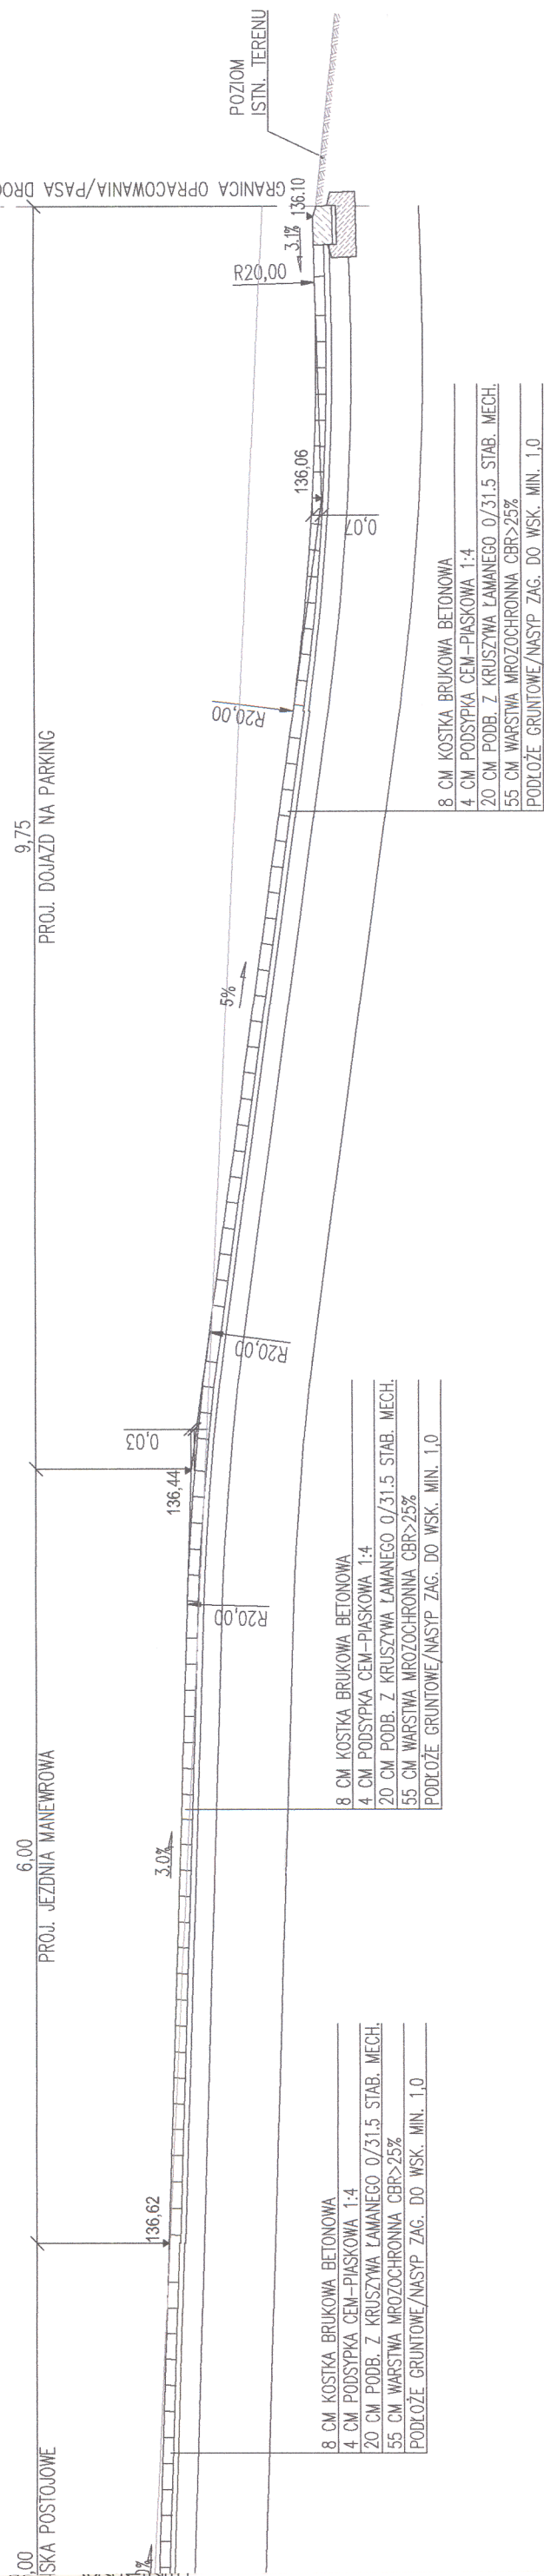 ,00
SKA POSTOJOWE
6,00
PROJ. JEZDNIA MANEWROWA
9,75
PROJ. DOJAZD NA PARKING
GRANICA OPRACOWANIA/PASA DROG
POZIOM
ISTN. TERENU
136,62
3.0%
R20,00
136,44
0,03
R20,00
5%
R20,00
136,06
0,07
R20,00
3.1%
136.10
8 CM KOSTKA BRUKOWA BETONOWA
4 CM PODSYPKA CEM-PIASKOWA 1:4
20 CM PODB. Z KRUSZYWA ŁAMANEGO 0/31.5 STAB. MECH.
55 CM WARSTWA MROZOCHRONNA CBR>25%
PODŁOŻE GRUNTOWE/NASYP ZAG. DO WSK. MIN. 1,0
8 CM KOSTKA BRUKOWA BETONOWA
4 CM PODSYPKA CEM-PIASKOWA 1:4
20 CM PODB. Z KRUSZYWA ŁAMANEGO 0/31.5 STAB. MECH.
55 CM WARSTWA MROZOCHRONNA CBR>25%
PODŁOŻE GRUNTOWE/NASYP ZAG. DO WSK. MIN. 1,0
8 CM KOSTKA BRUKOWA BETONOWA
4 CM PODSYPKA CEM-PIASKOWA 1:4
20 CM PODB. Z KRUSZYWA ŁAMANEGO 0/31.5 STAB. MECH.
55 CM WARSTWA MROZOCHRONNA CBR>25%
PODŁOŻE GRUNTOWE/NASYP ZAG. DO WSK. MIN. 1,0